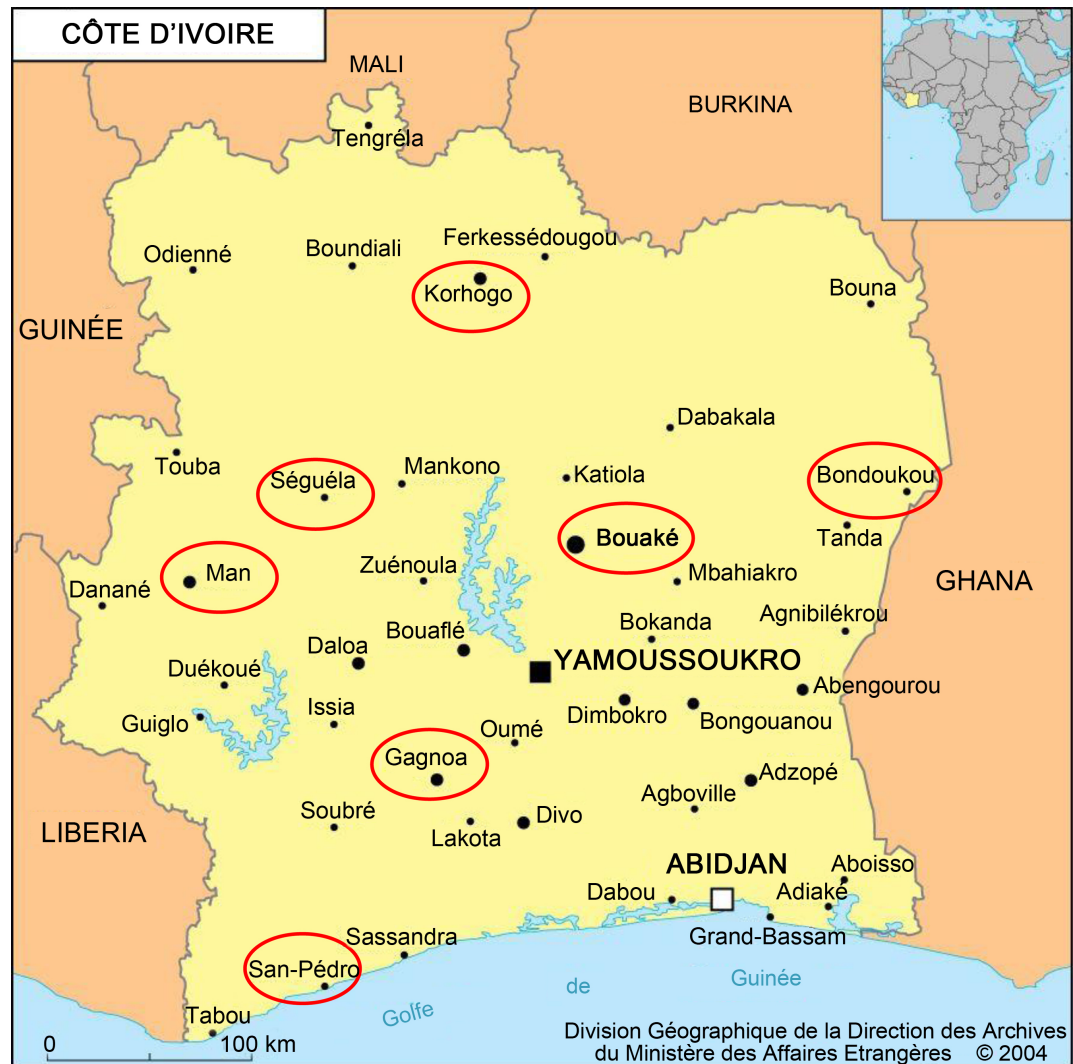 CÔTE D'IVOIRE
MALI
BURKINA
Tengréla
Ferkessédougou
Boundiali
Odienné
Korhogo
Bouna
GUINÉE
Dabakala
Touba
Séguéla
Mankono
Katiola
Bondoukou
Bouaké
Tanda
Man
Zuénoula
Mbahiakro
GHANA
Danané
Agnibilékrou
Bokanda
Bouaflé
Daloa
YAMOUSSOUKRO
Duékoué
Abengourou
Issia
Dimbokro
Bongouanou
Guiglo
Oumé
Gagnoa
Adzopé
Agboville
Soubré
Divo
Lakota
LIBERIA
ABIDJAN
Aboisso
Dabou
Adiaké
Grand-Bassam
Sassandra
San-Pédro
Golfe de Guinée
Tabou
0 100 km
Division Géographique de la Direction des Archives
du Ministère des Affaires Etrangères © 2004